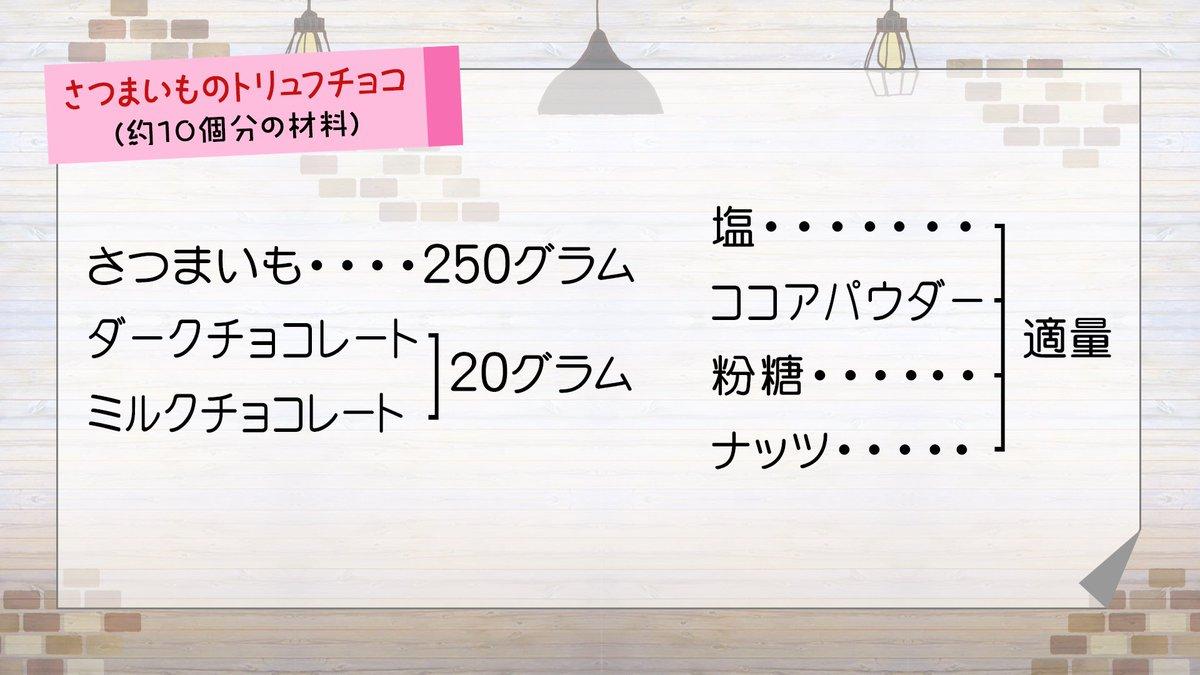 さつまいものトリュフチョコ
(約10個分の材料)
さつまいも････250グラム
ダークチョコレート
ミルクチョコレート
20グラム
塩･･･････
ココアパウダー
粉糖･･････
ナッツ･････
適量